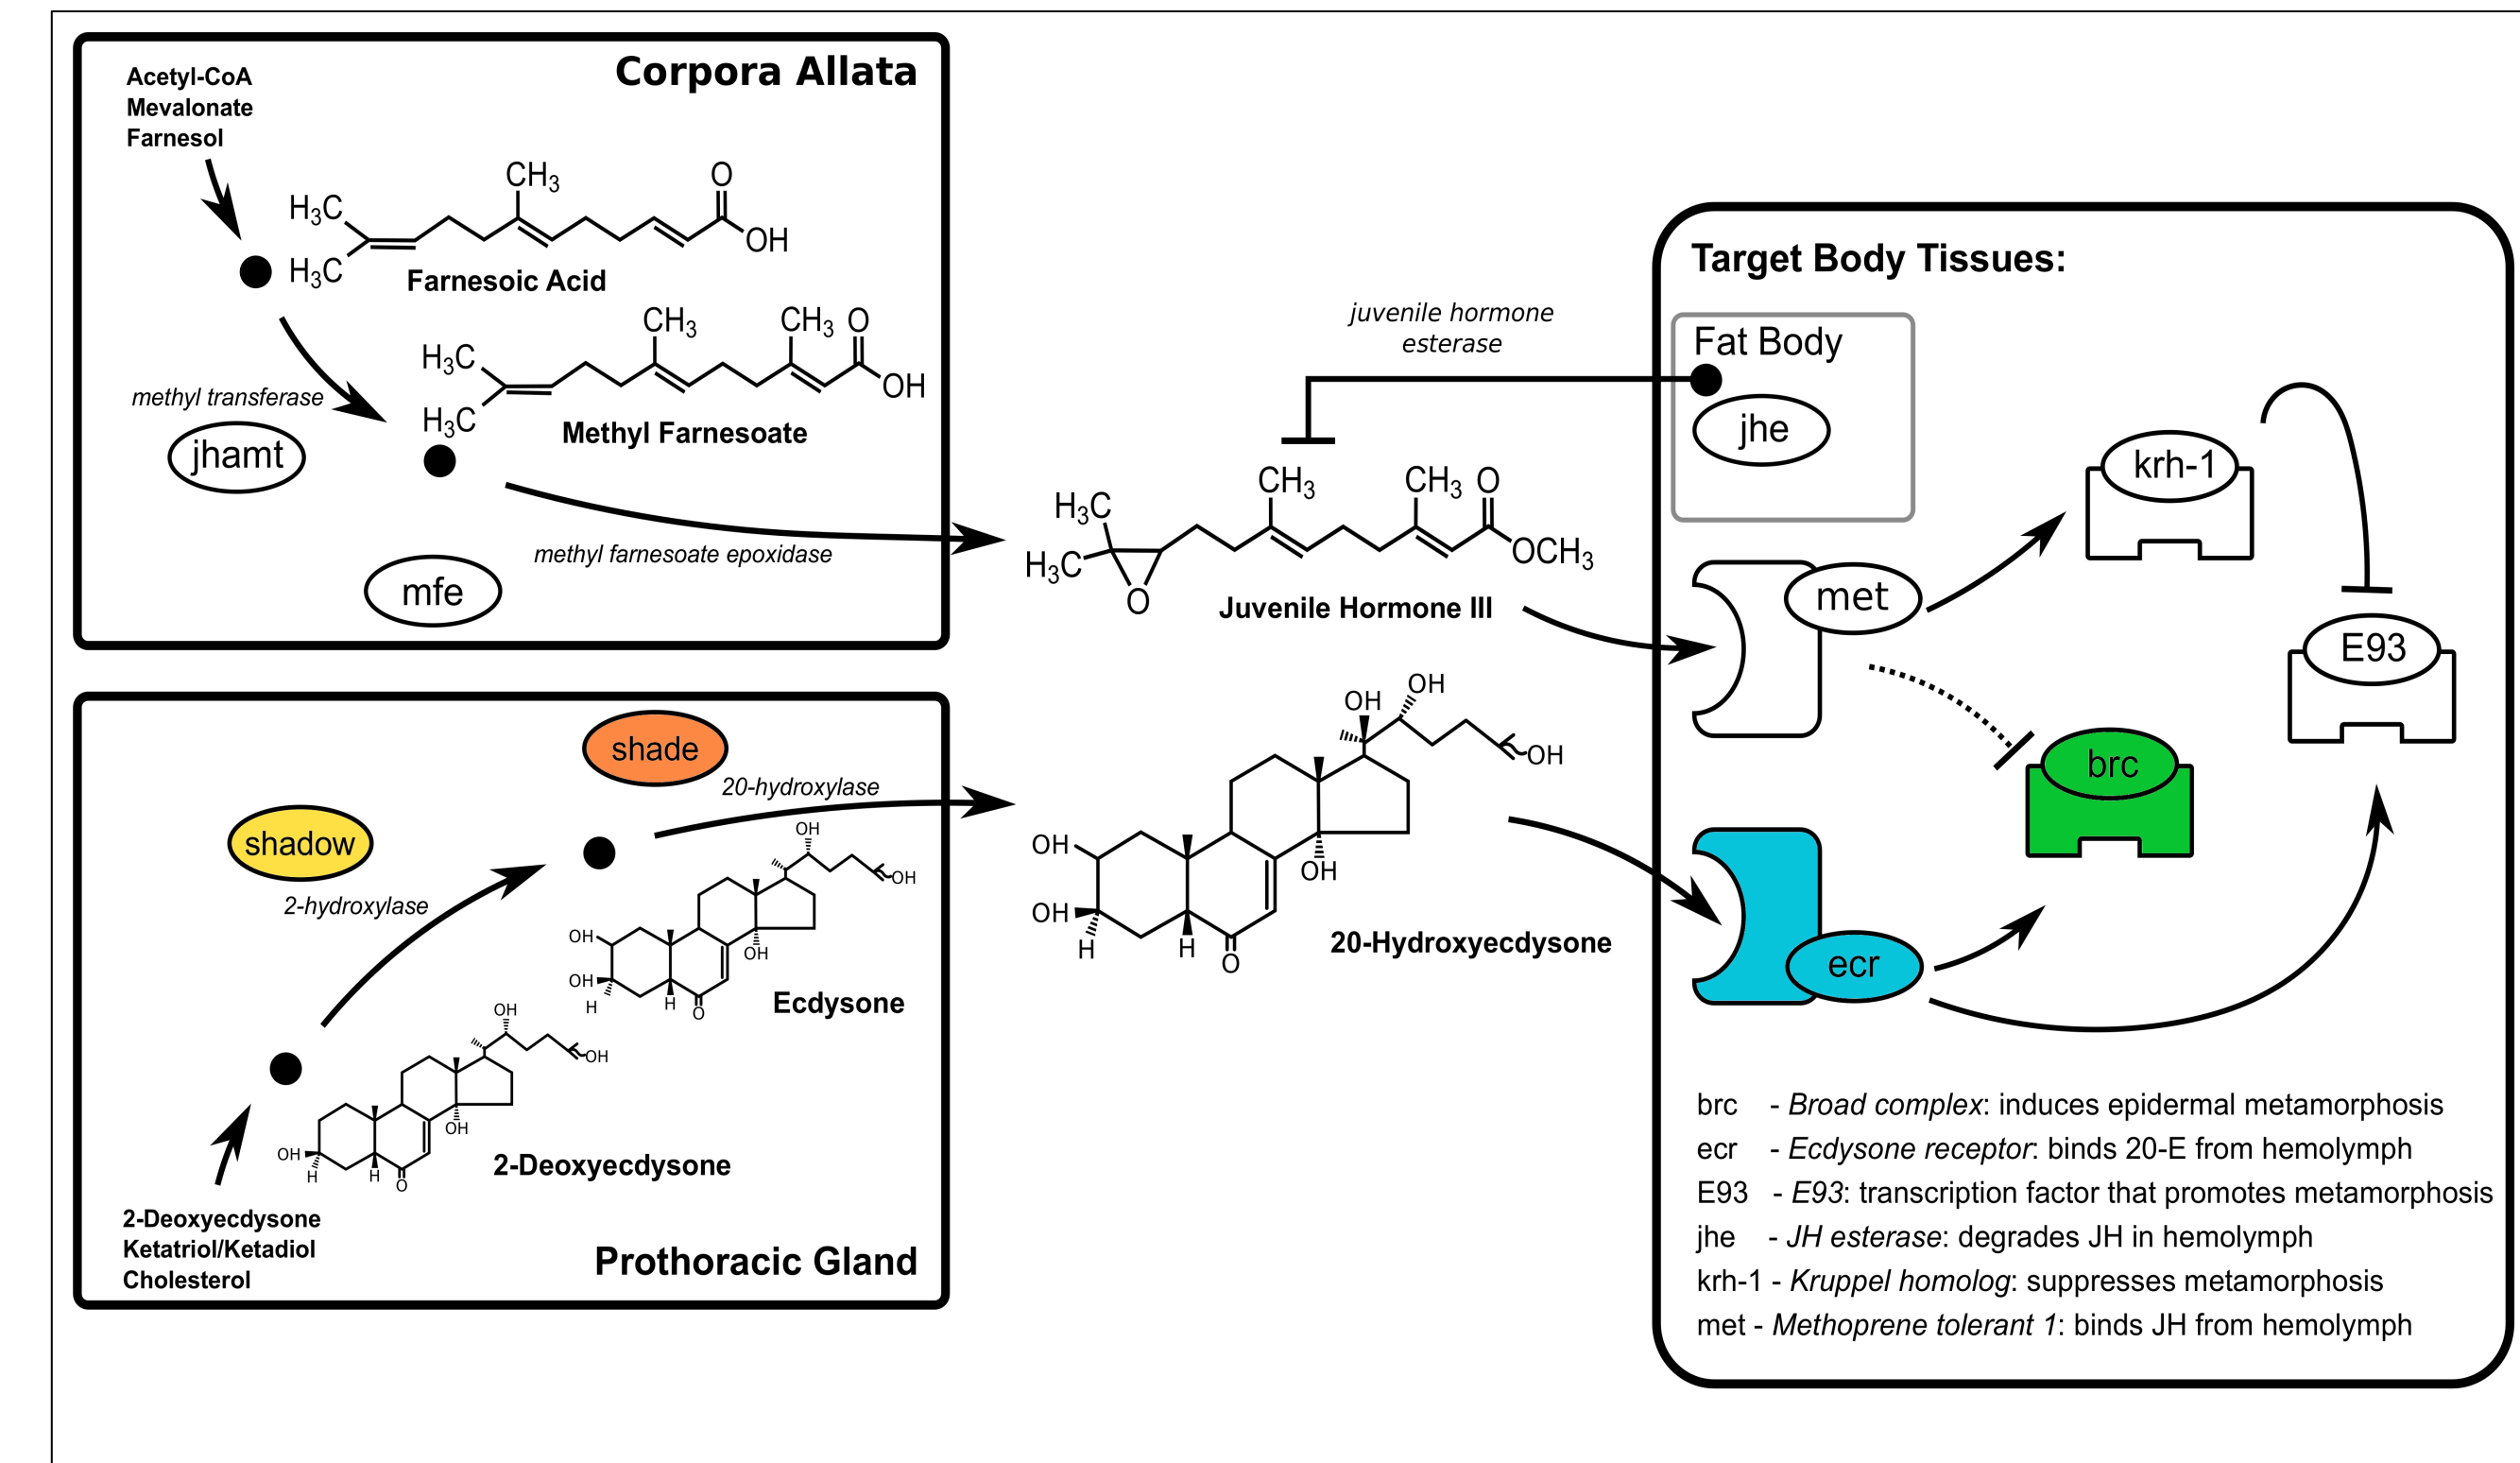 Corpora Allata
Acetyl-CoA
Mevalonate
Farnesol
CH3
O
H3C
OH
H3C
Farnesoic Acid
CH3
CH3
O
H3C
OH
H3C
Methyl Farnesoate
methyl transferase
jhamt
methyl farnesoate epoxidase
mfe
shade
20-hydroxylase
shadow
2-hydroxylase
OH
OH
OH
OH
OH
H
H
O
Ecdysone
OH
OH
OH
OH
H
H
O
2-Deoxyecdysone
2-Deoxyecdysone
Ketatriol/Ketadiol
Cholesterol
Prothoracic Gland
juvenile hormone
esterase
CH3
CH3
O
H3C
H3C
OCH3
O
Juvenile Hormone III
OH
OH
OH
OH
OH
OH
H
H
O
20-Hydroxyecdysone
Target Body Tissues:
Fat Body
jhe
krh-1
met
E93
brc
ecr
brc - Broad complex: induces epidermal metamorphosis
ecr - Ecdysone receptor: binds 20-E from hemolymph
E93 - E93: transcription factor that promotes metamorphosis
jhe - JH esterase: degrades JH in hemolymph
krh-1 - Kruppel homolog: suppresses metamorphosis
met - Methoprene tolerant 1: binds JH from hemolymph